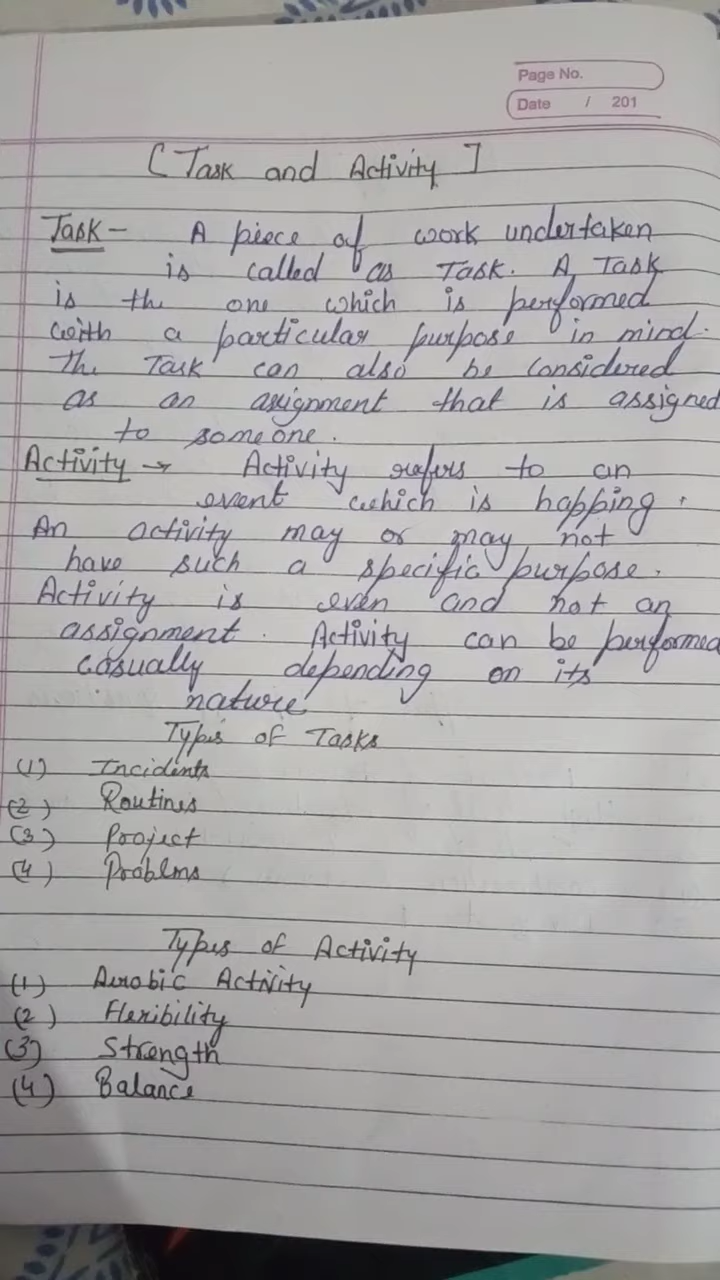 Page No.
Date / 201
[Task and Activity]
Task - A piece of work undertaken
is called as Task. A Task
is the one which is performed
with a particular purpose in mind.
The Task can also be considered
as an assignment that is assigned
to someone.
Activity → Activity refers to an
event which is happing.
An activity may or may not
have such a specific purpose.
Activity is even and not an
assignment. Activity can be performed
casually depending on its
nature.
Types of Tasks
(1) Incidents
(2) Routines
(3) Project
(4) Problms
Types of Activity
(1) Aerobic Activity
(2) Flexibility
(3) Strength
(4) Balance